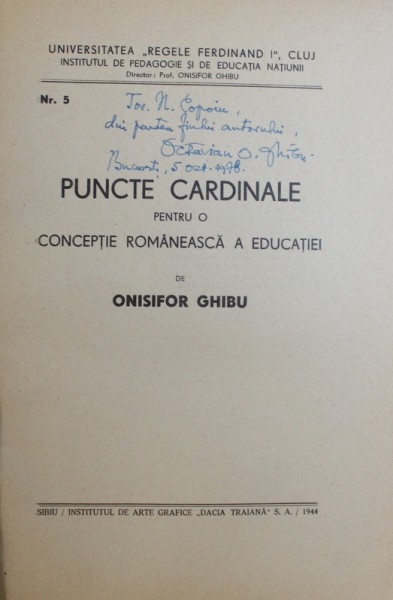 UNIVERSITATEA „REGELE FERDINAND I", CLUJ
INSTITUTUL DE PEDAGOGIE ȘI DE EDUCAȚIA NAȚIUNII
Director: Prof. ONISIFOR GHIBU
Nr. 5
Tov. N. Țopoiu,
din partea fiului autorului,
Octavian O. Ghibu.
București, 5 oct. 1978.
PUNCTE CARDINALE
PENTRU O
CONCEPȚIE ROMÂNEASCĂ A EDUCAȚIEI
DE
ONISIFOR GHIBU
SIBIU / INSTITUTUL DE ARTE GRAFICE „DACIA TRAIANĂ" S. A. / 1944